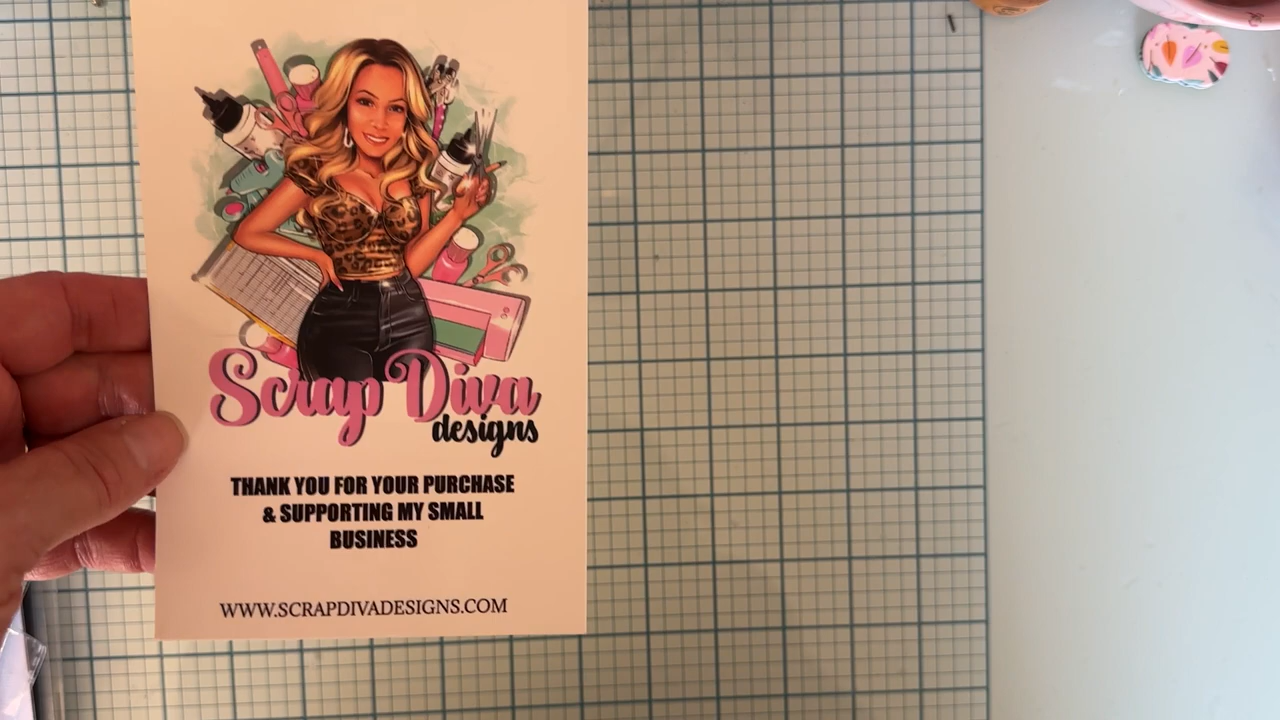 Scrap Diva
designs
THANK YOU FOR YOUR PURCHASE
& SUPPORTING MY SMALL
BUSINESS
WWW.SCRAPDIVADESIGNS.COM